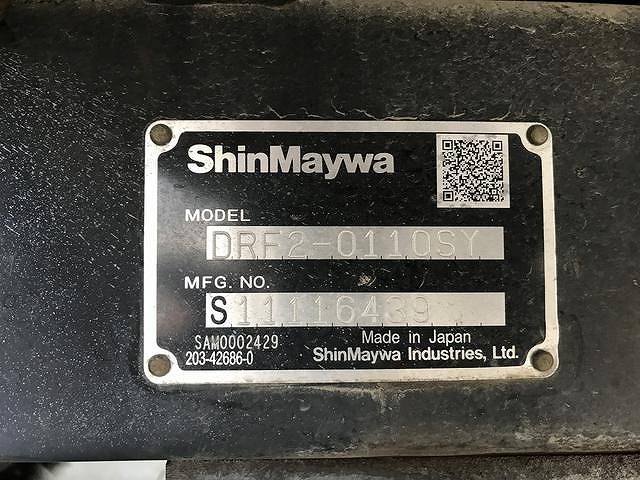 ShinMaywa
MODEL
DRF2-0110SY
MFG. NO.
S11116439
SAM0002429
203-42686-0
Made in Japan
ShinMaywa Industries, Ltd.